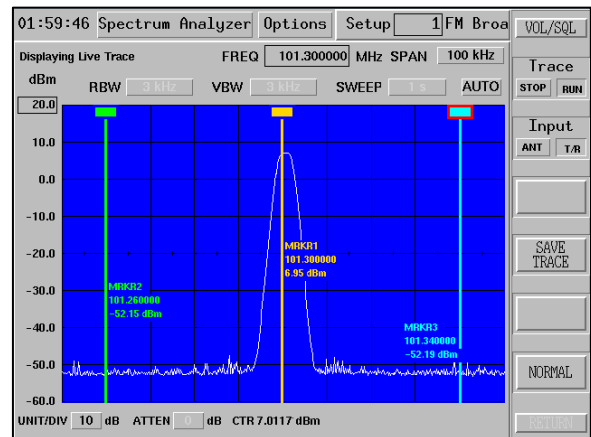 01:59:46 Spectrum Analyzer Options Setup 1 FM Broa
VOL/SQL
Displaying Live Trace FREQ 101.300000 MHz SPAN 100 kHz
dBm RBW 3 kHz VBW 3 kHz SWEEP 1 s AUTO
Trace
STOP RUN
Input
ANT T/R
SAVE
TRACE
NORMAL
RETURN
20.0
10.0
0.0
-10.0
-20.0
-30.0
-40.0
-50.0
-60.0
MRKR1
101.300000
6.95 dBm
MRKR2
101.260000
-52.15 dBm
MRKR3
101.340000
-52.19 dBm
UNIT/DIV 10 dB ATTEN 0 dB CTR 7.0117 dBm